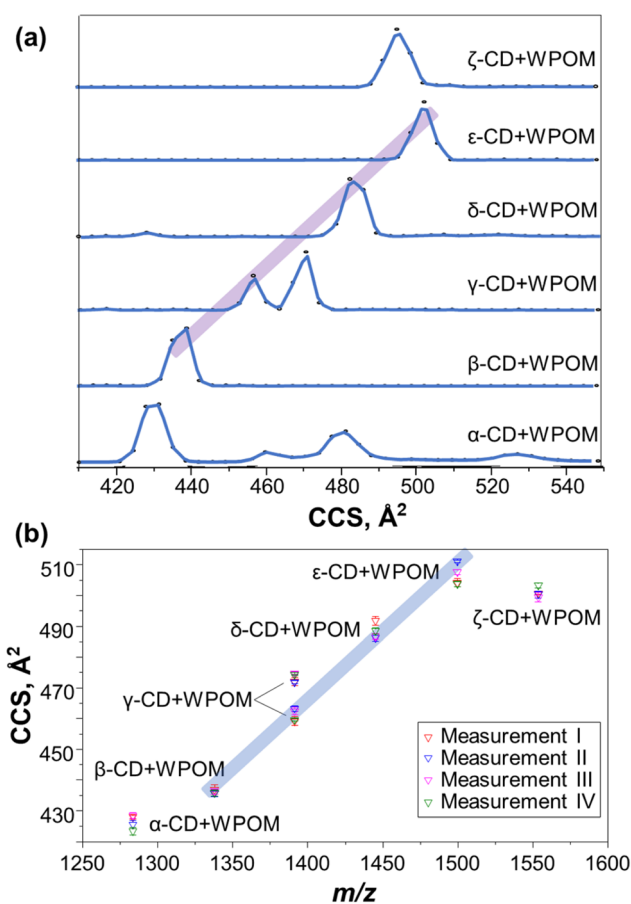 (a)
ζ-CD+WPOM
ε-CD+WPOM
δ-CD+WPOM
γ-CD+WPOM
β-CD+WPOM
α-CD+WPOM
420 440 460 480 500 520 540
CCS, Å²
(b)
510
490
470
450
430
CCS, Å²
ε-CD+WPOM
ζ-CD+WPOM
δ-CD+WPOM
γ-CD+WPOM
β-CD+WPOM
α-CD+WPOM
Measurement I
Measurement II
Measurement III
Measurement IV
1250 1300 1350 1400 1450 1500 1550 1600
m/z